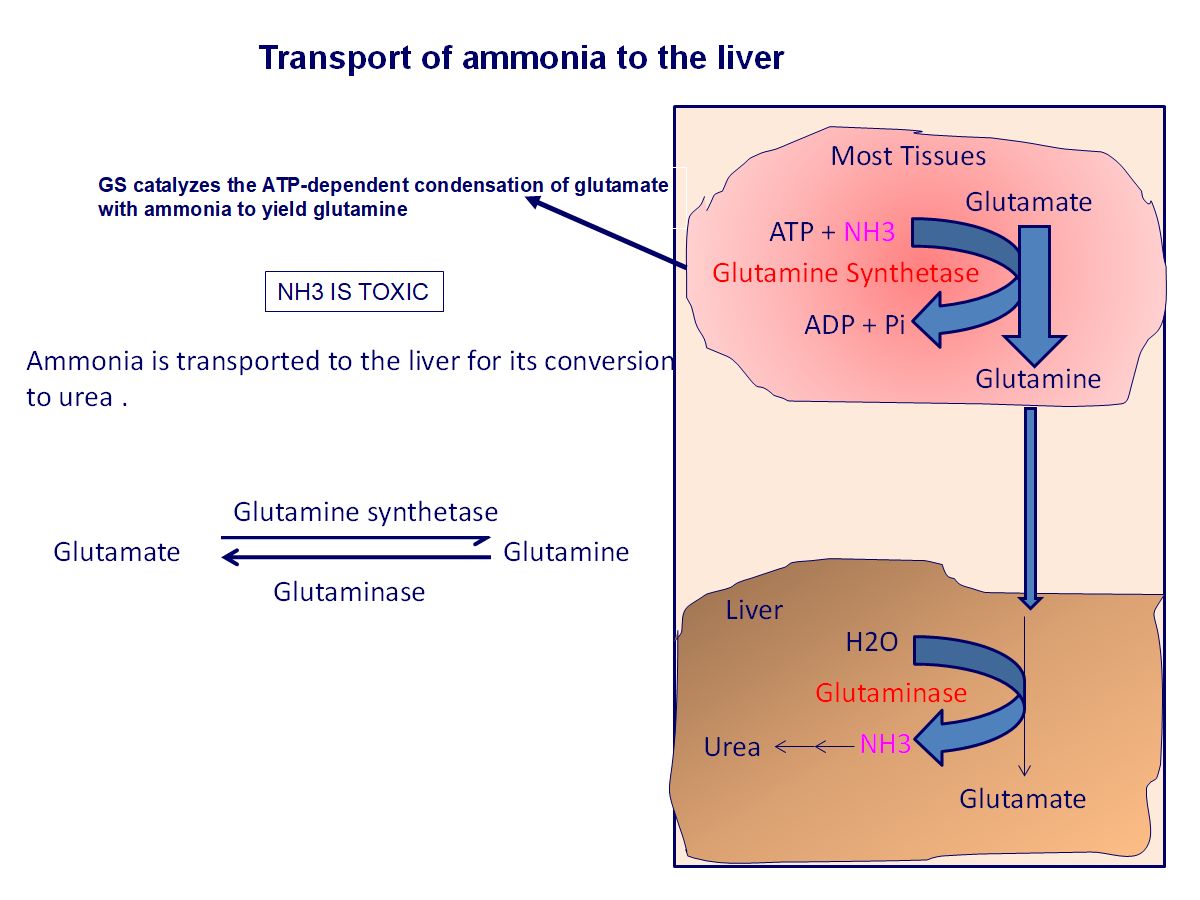 Transport of ammonia to the liver
GS catalyzes the ATP-dependent condensation of glutamate
with ammonia to yield glutamine
NH3 IS TOXIC
Ammonia is transported to the liver for its conversion
to urea .
Glutamine synthetase
Glutamate
Glutamine
Glutaminase
Most Tissues
Glutamate
ATP + NH3
Glutamine Synthetase
ADP + Pi
Glutamine
Liver
H2O
Glutaminase
Urea
NH3
Glutamate